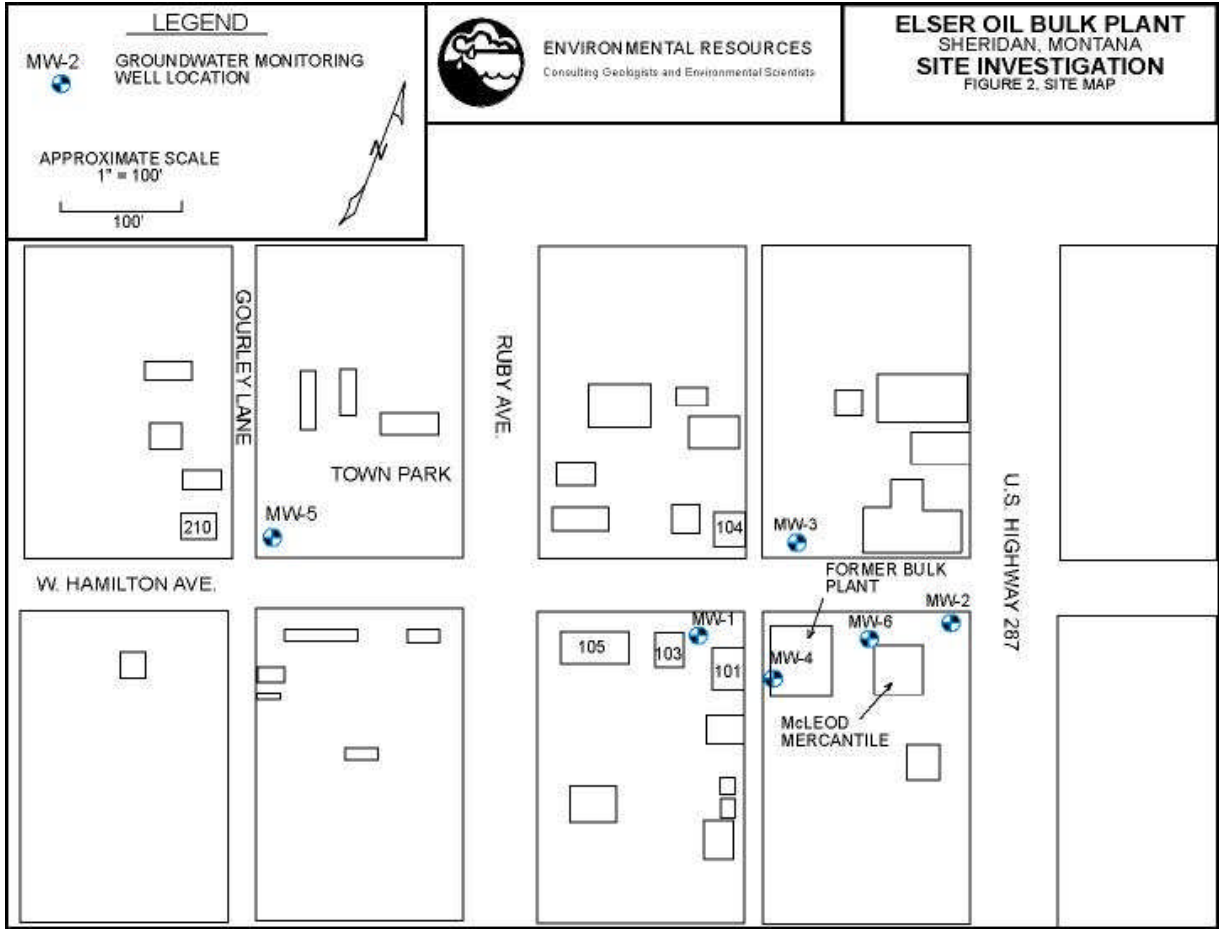 LEGEND
MW-2
GROUNDWATER MONITORING
WELL LOCATION
APPROXIMATE SCALE
1" = 100'
100'
N
ENVIRONMENTAL RESOURCES
Consulting Geologists and Environmental Scientists
ELSER OIL BULK PLANT
SHERIDAN, MONTANA
SITE INVESTIGATION
FIGURE 2, SITE MAP
GOURLEY LANE
RUBY AVE.
U.S. HIGHWAY 287
TOWN PARK
MW-5
210
104
MW-3
W. HAMILTON AVE.
FORMER BULK
PLANT
MW-1
MW-6
MW-2
105
103
101
MW-4
McLEOD
MERCANTILE